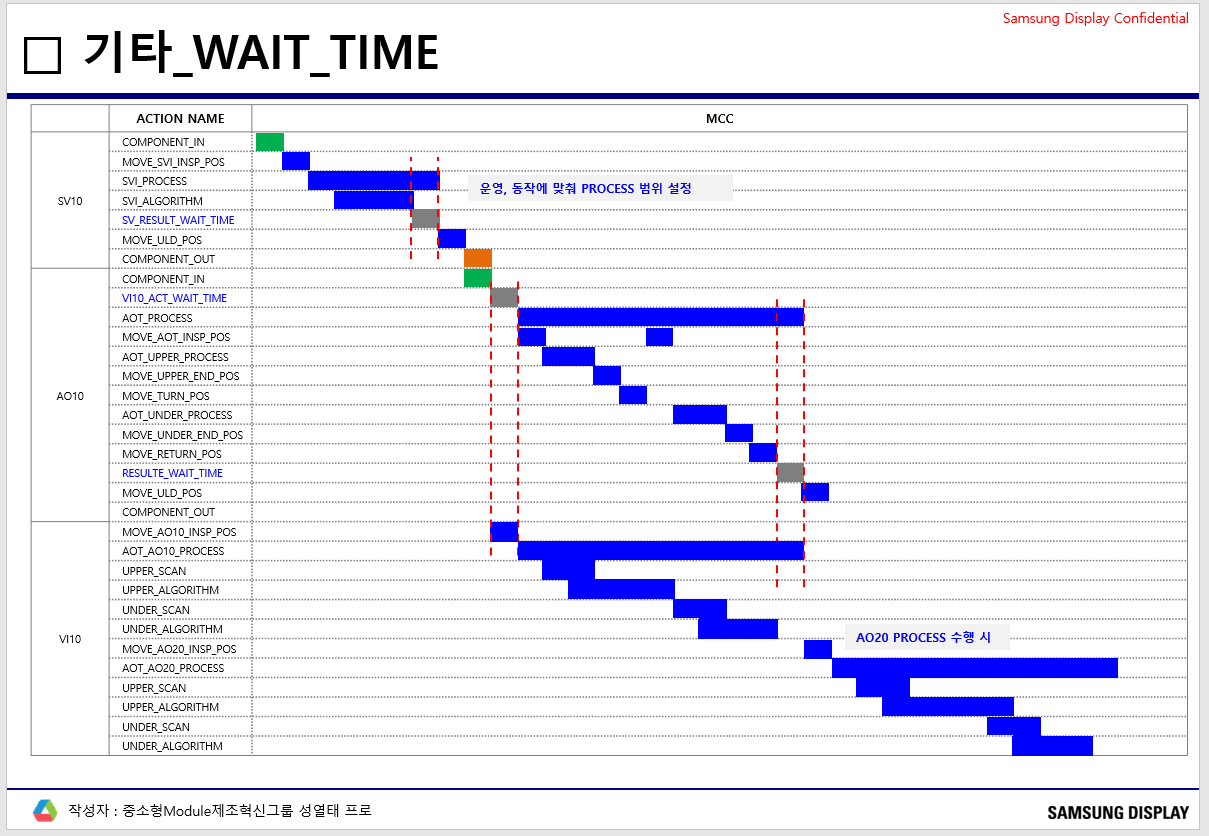 Samsung Display Confidential
기타_WAIT_TIME
ACTION NAME MCC
SV10
COMPONENT_IN
MOVE_SVI_INSP_POS
SVI_PROCESS
운영, 동작에 맞춰 PROCESS 범위 설정
SVI_ALGORITHM
SV_RESULT_WAIT_TIME
MOVE_ULD_POS
COMPONENT_OUT
AO10
COMPONENT_IN
VI10_ACT_WAIT_TIME
AOT_PROCESS
MOVE_AOT_INSP_POS
AOT_UPPER_PROCESS
MOVE_UPPER_END_POS
MOVE_TURN_POS
AOT_UNDER_PROCESS
MOVE_UNDER_END_POS
MOVE_RETURN_POS
RESULTE_WAIT_TIME
MOVE_ULD_POS
COMPONENT_OUT
VI10
MOVE_AO10_INSP_POS
AOT_AO10_PROCESS
UPPER_SCAN
UPPER_ALGORITHM
UNDER_SCAN
UNDER_ALGORITHM
AO20 PROCESS 수행 시
MOVE_AO20_INSP_POS
AOT_AO20_PROCESS
UPPER_SCAN
UPPER_ALGORITHM
UNDER_SCAN
UNDER_ALGORITHM
작성자 : 중소형Module제조혁신그룹 성열태 프로
SAMSUNG DISPLAY